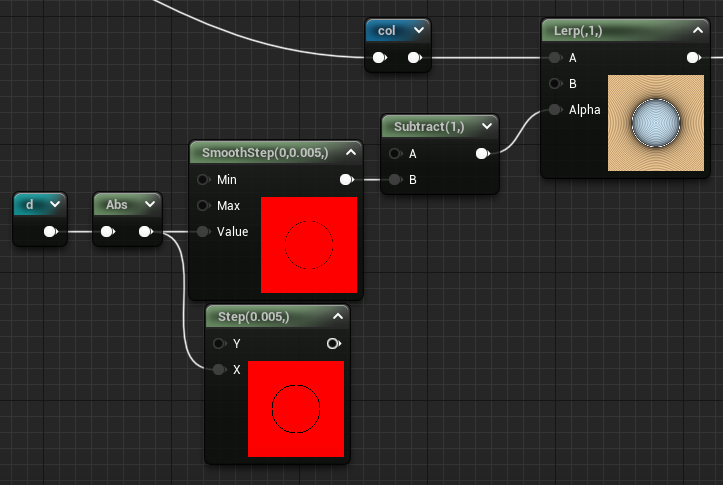 col
Lerp(,1,)
A
B
Alpha
Subtract(1,)
A
B
SmoothStep(0,0.005,)
Min
Max
Value
d
Abs
Step(0.005,)
Y
X